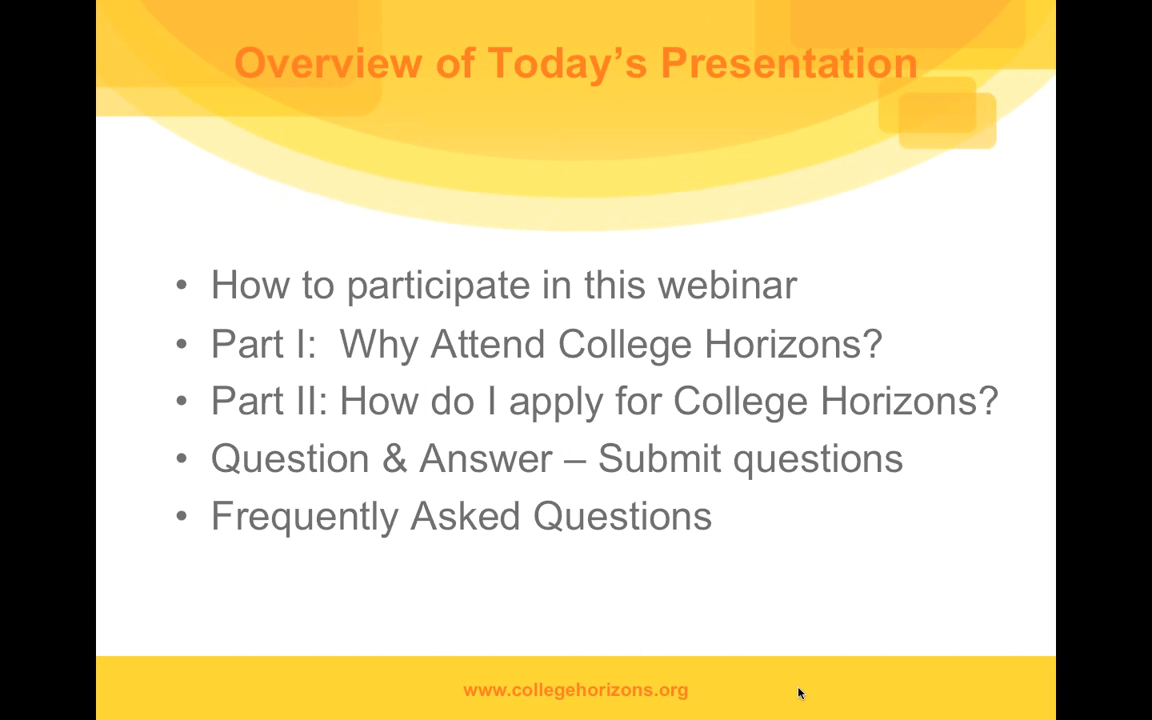 Overview of Today’s Presentation
• How to participate in this webinar
• Part I:  Why Attend College Horizons?
• Part II: How do I apply for College Horizons?
• Question & Answer – Submit questions
• Frequently Asked Questions
www.collegehorizons.org